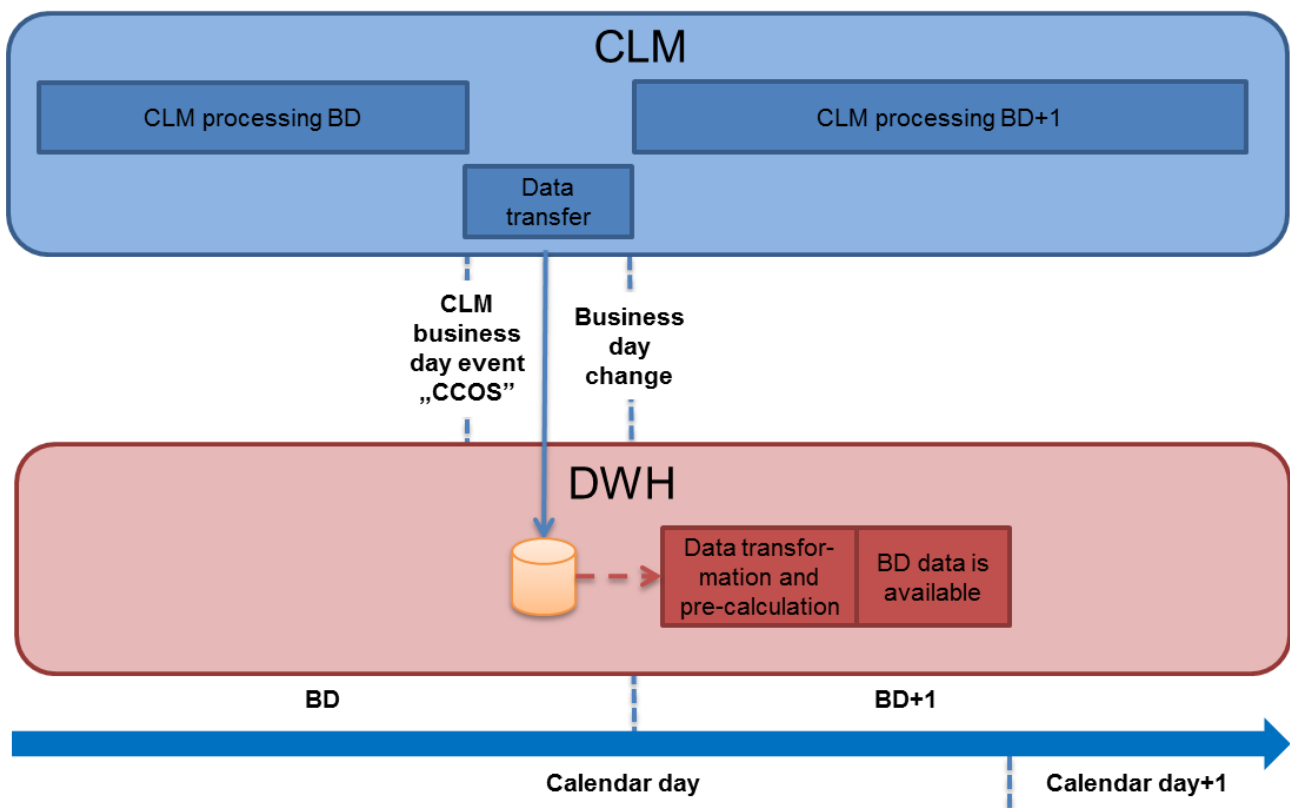 CLM
CLM processing BD
CLM processing BD+1
Data
transfer
CLM
business
day event
„CCOS”
Business
day
change
DWH
Data transfor-
mation and
pre-calculation
BD data is
available
BD
BD+1
Calendar day
Calendar day+1